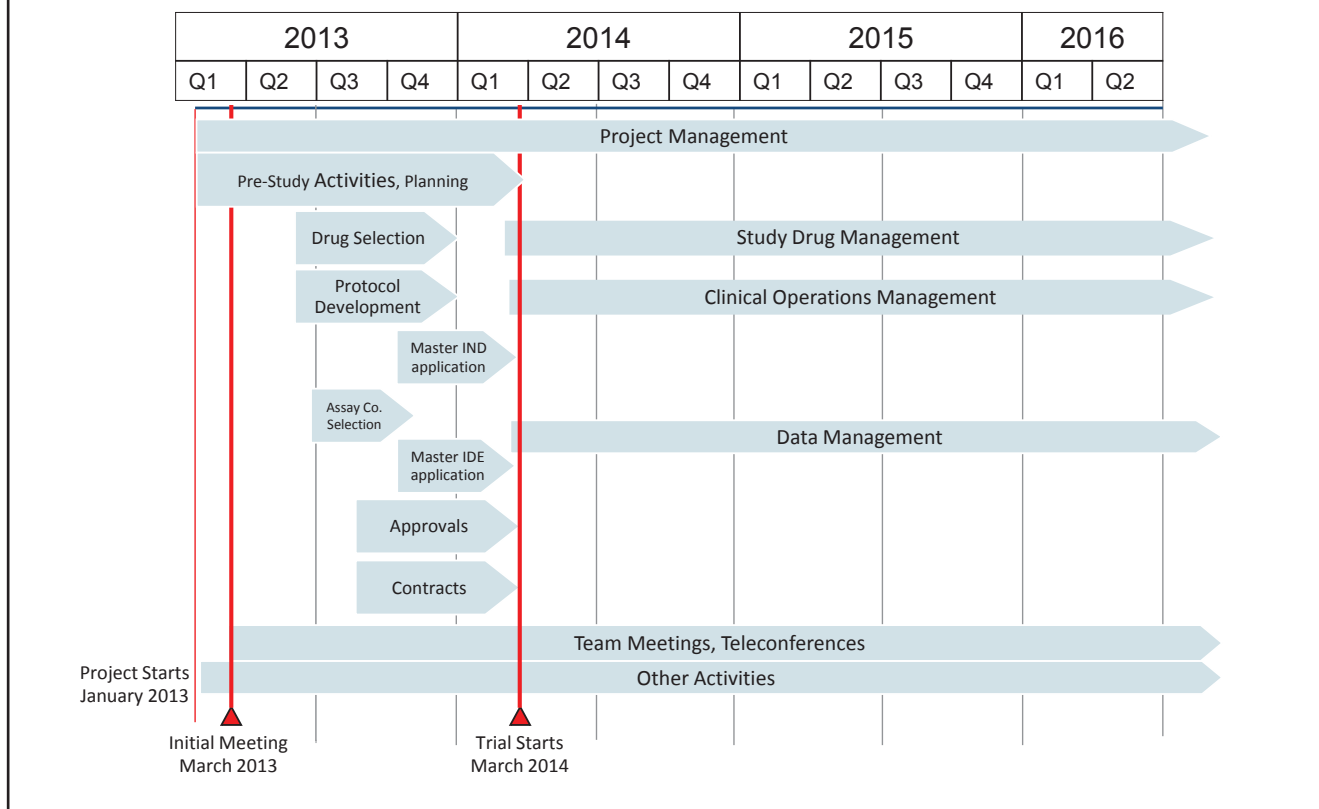 2013 2014 2015 2016
Q1 Q2 Q3 Q4 Q1 Q2 Q3 Q4 Q1 Q2 Q3 Q4 Q1 Q2
Project Management
Pre-Study Activities, Planning
Drug Selection
Study Drug Management
Protocol
Development
Clinical Operations Management
Master IND
application
Assay Co.
Selection
Data Management
Master IDE
application
Approvals
Contracts
Team Meetings, Teleconferences
Other Activities
Project Starts
January 2013
Initial Meeting
March 2013
Trial Starts
March 2014